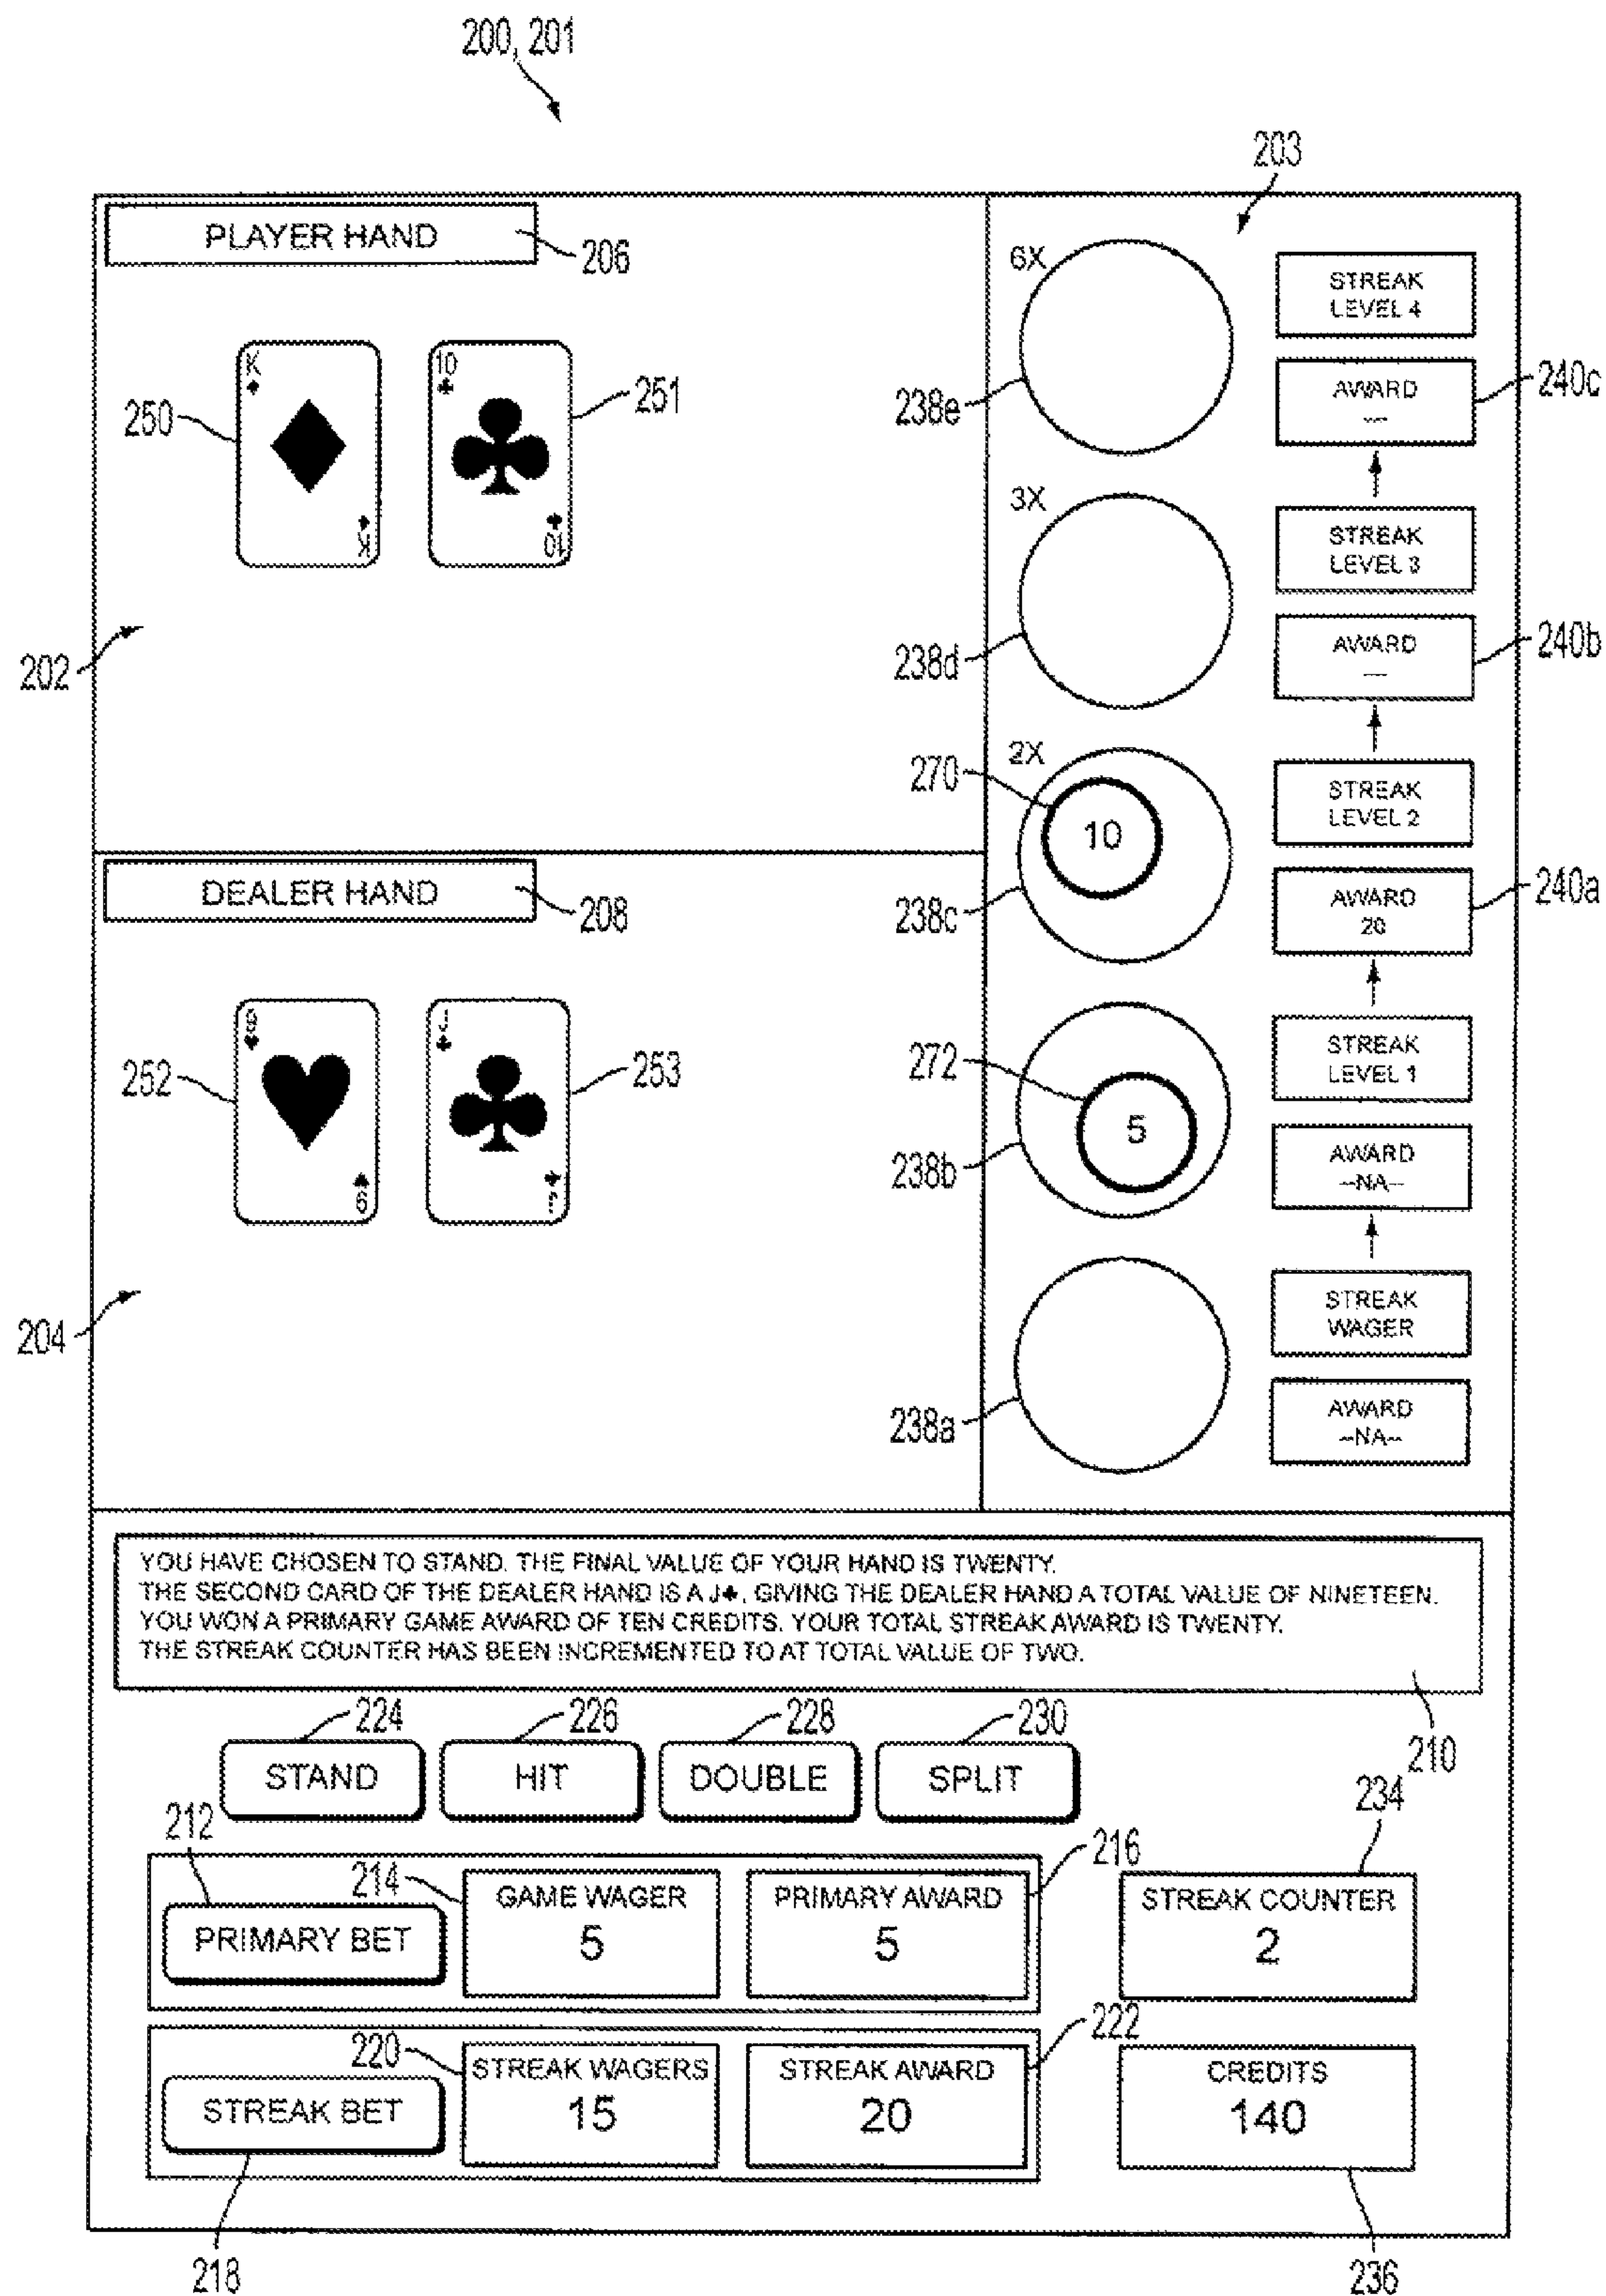 200, 201
203
PLAYER HAND
206
K
10
250
251
K
10
202
DEALER HAND
208
9
J
252
253
9
J
204
6X
238e
STREAK
LEVEL 4
AWARD
—
240c
3X
238d
STREAK
LEVEL 3
AWARD
—
240b
2X
270
10
238c
STREAK
LEVEL 2
AWARD
20
240a
272
5
238b
STREAK
LEVEL 1
AWARD
--NA--
238a
STREAK
WAGER
AWARD
--NA--
YOU HAVE CHOSEN TO STAND. THE FINAL VALUE OF YOUR HAND IS TWENTY.
THE SECOND CARD OF THE DEALER HAND IS A J♣, GIVING THE DEALER HAND A TOTAL VALUE OF NINETEEN.
YOU WON A PRIMARY GAME AWARD OF TEN CREDITS. YOUR TOTAL STREAK AWARD IS TWENTY.
THE STREAK COUNTER HAS BEEN INCREMENTED TO AT TOTAL VALUE OF TWO.
210
224
226
228
230
STAND
HIT
DOUBLE
SPLIT
212
214
216
234
PRIMARY BET
GAME WAGER
5
PRIMARY AWARD
5
STREAK COUNTER
2
220
222
STREAK BET
STREAK WAGERS
15
STREAK AWARD
20
CREDITS
140
218
236